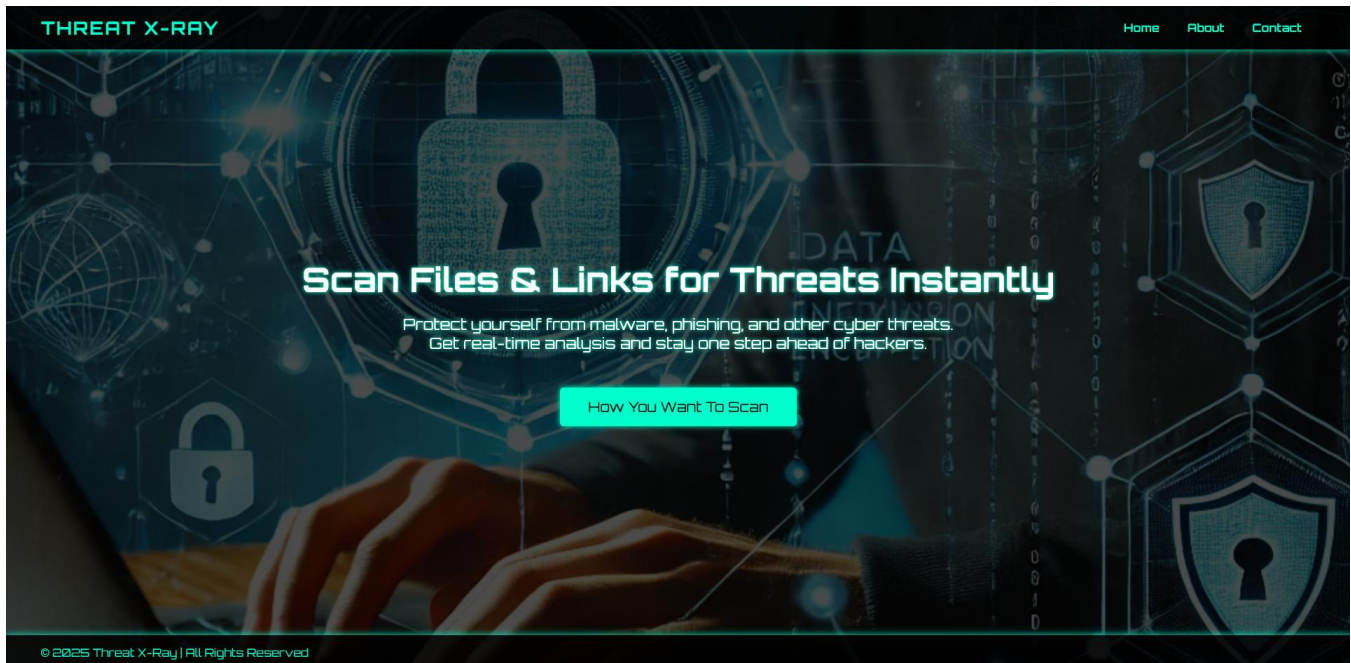 THREAT X-RAY
Home About Contact
DATA
Scan Files & Links for Threats Instantly
Protect yourself from malware, phishing, and other cyber threats.
Get real-time analysis and stay one step ahead of hackers.
How You Want To Scan
© 2025 Threat X-Ray | All Rights Reserved